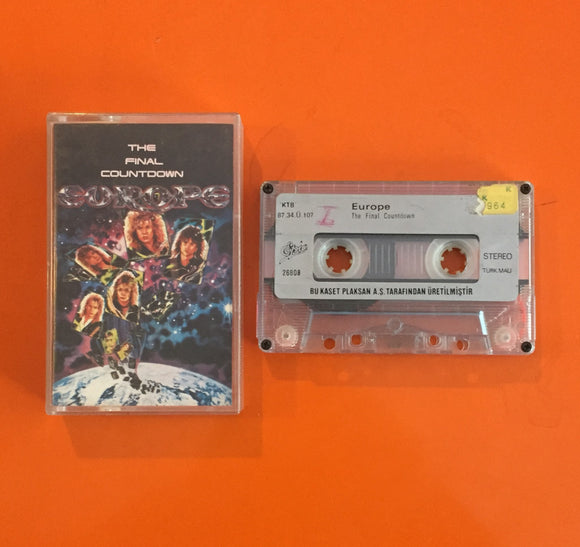 THE
FINAL
COUNTDOWN
EUROPE
KTB
87.34.Ü.107
Europe
The Final Countdown
K
K
964
Epic
26808
STEREO
TÜRK MALI
BU KASET PLAKSAN A.Ş. TARAFINDAN ÜRETİLMİŞTİR